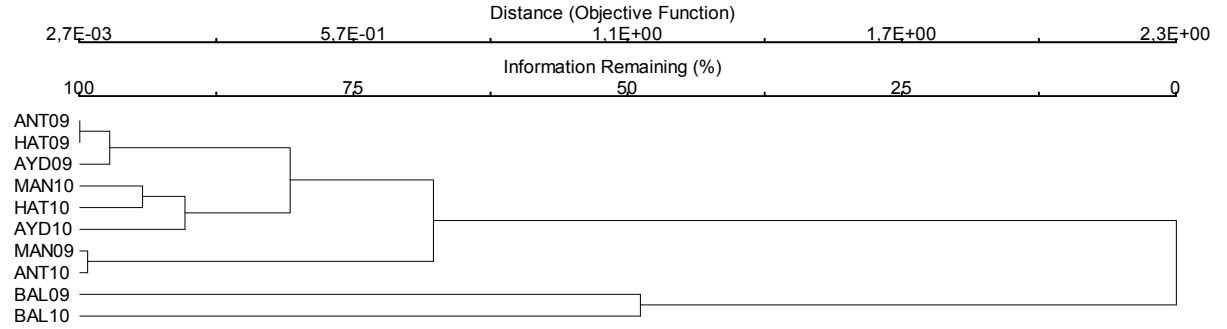 Distance (Objective Function)
2,7E-03 5,7E-01 1,1E+00 1,7E+00 2,3E+00
Information Remaining (%)
100 75 50 25 0
ANT09
HAT09
AYD09
MAN10
HAT10
AYD10
MAN09
ANT10
BAL09
BAL10